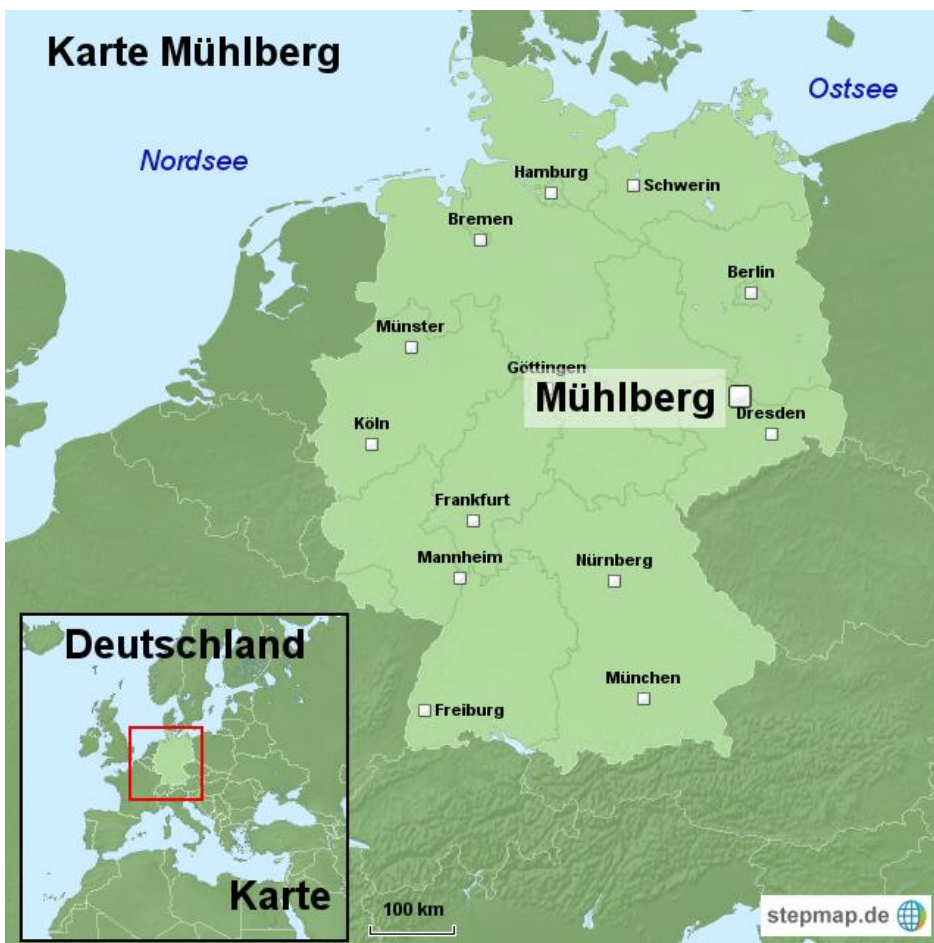 Karte Mühlberg
Ostsee
Nordsee
Hamburg
Schwerin
Bremen
Berlin
Münster
Göttingen
Mühlberg
Dresden
Köln
Frankfurt
Mannheim
Nürnberg
München
Freiburg
Deutschland
Karte
100 km
stepmap.de